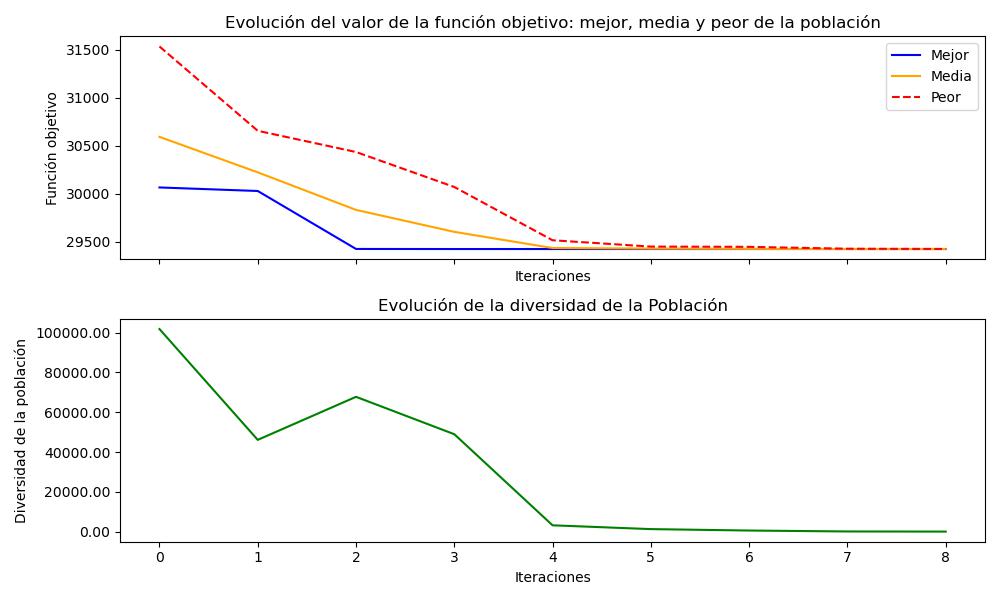 Evolución del valor de la función objetivo: mejor, media y peor de la población
31500
31000
30500
30000
29500
Función objetivo
Mejor
Media
Peor
Iteraciones
Evolución de la diversidad de la Población
100000.00
80000.00
60000.00
40000.00
20000.00
0.00
Diversidad de la población
0 1 2 3 4 5 6 7 8
Iteraciones